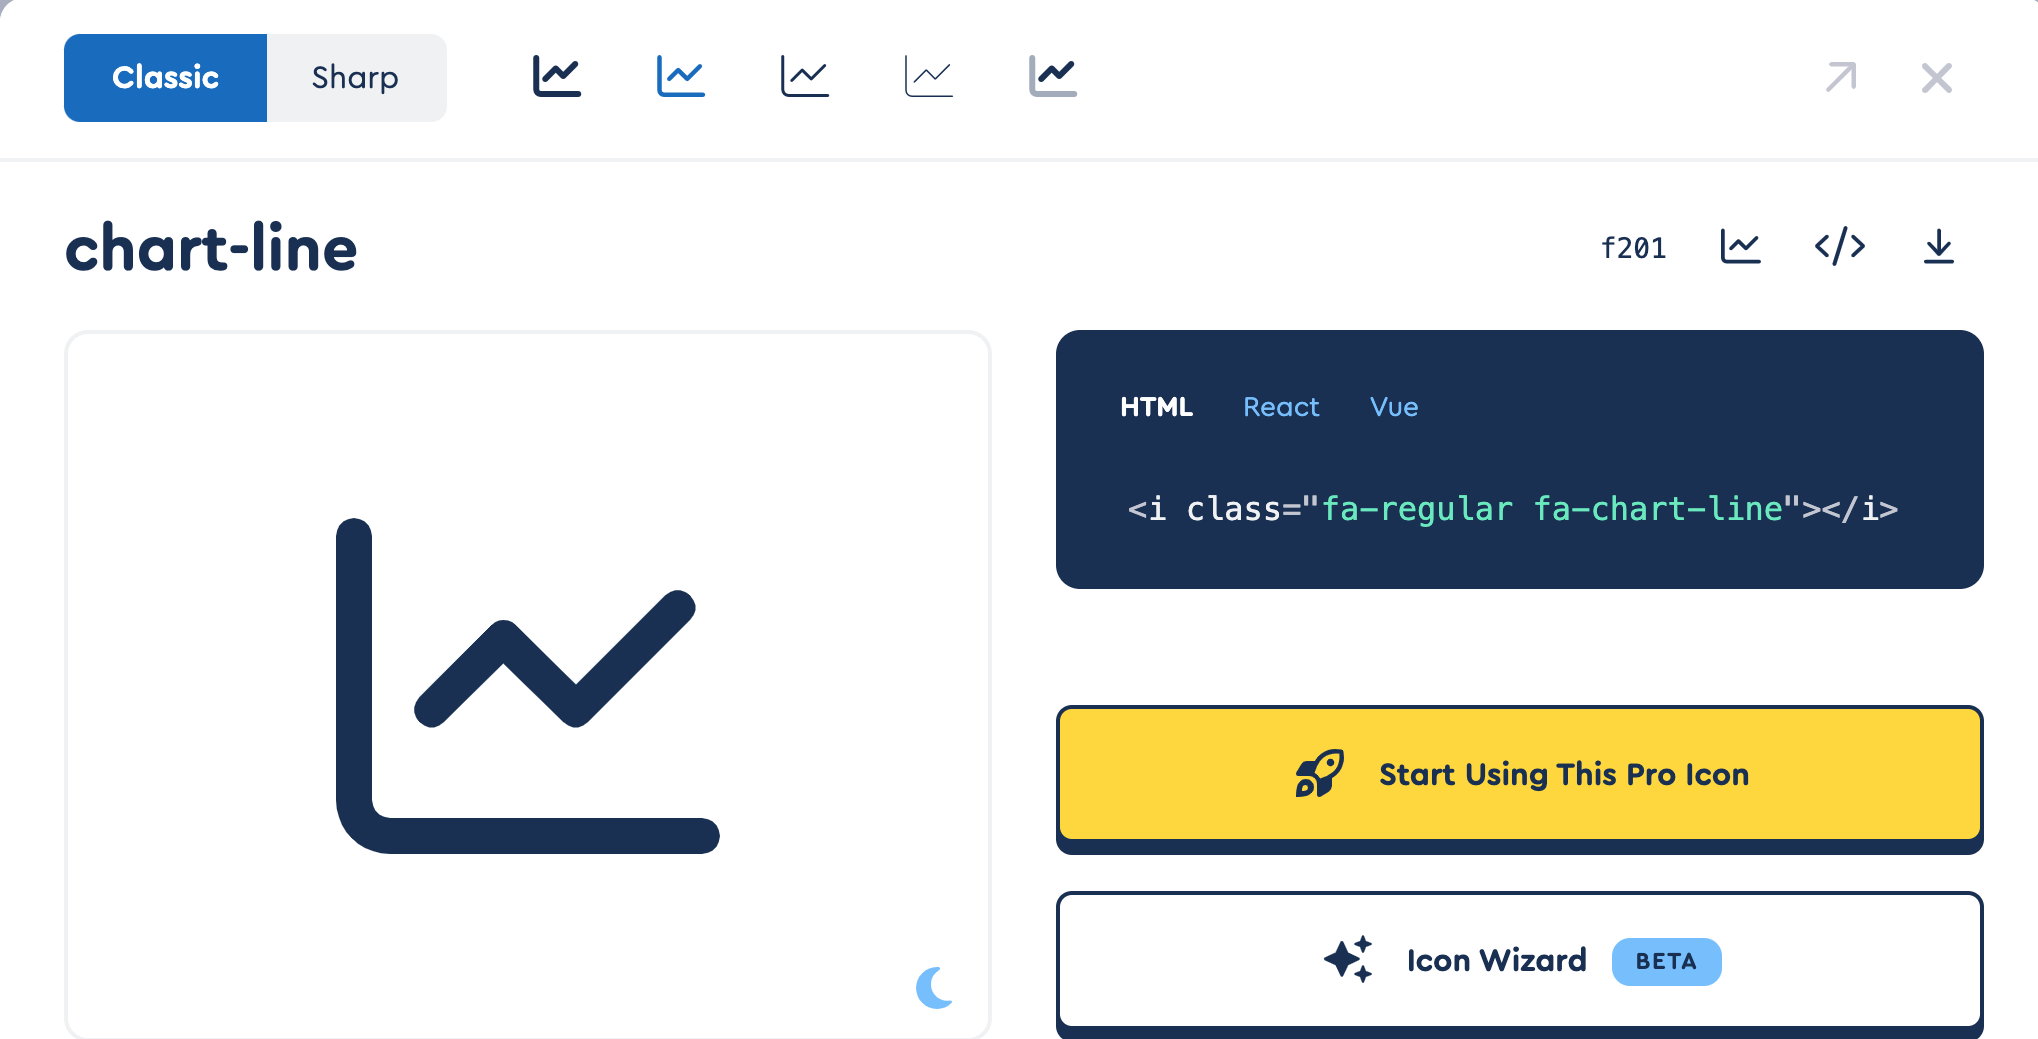 Classic Sharp
chart-line
f201
HTML React Vue
<i class="fa-regular fa-chart-line"></i>
Start Using This Pro Icon
Icon Wizard BETA